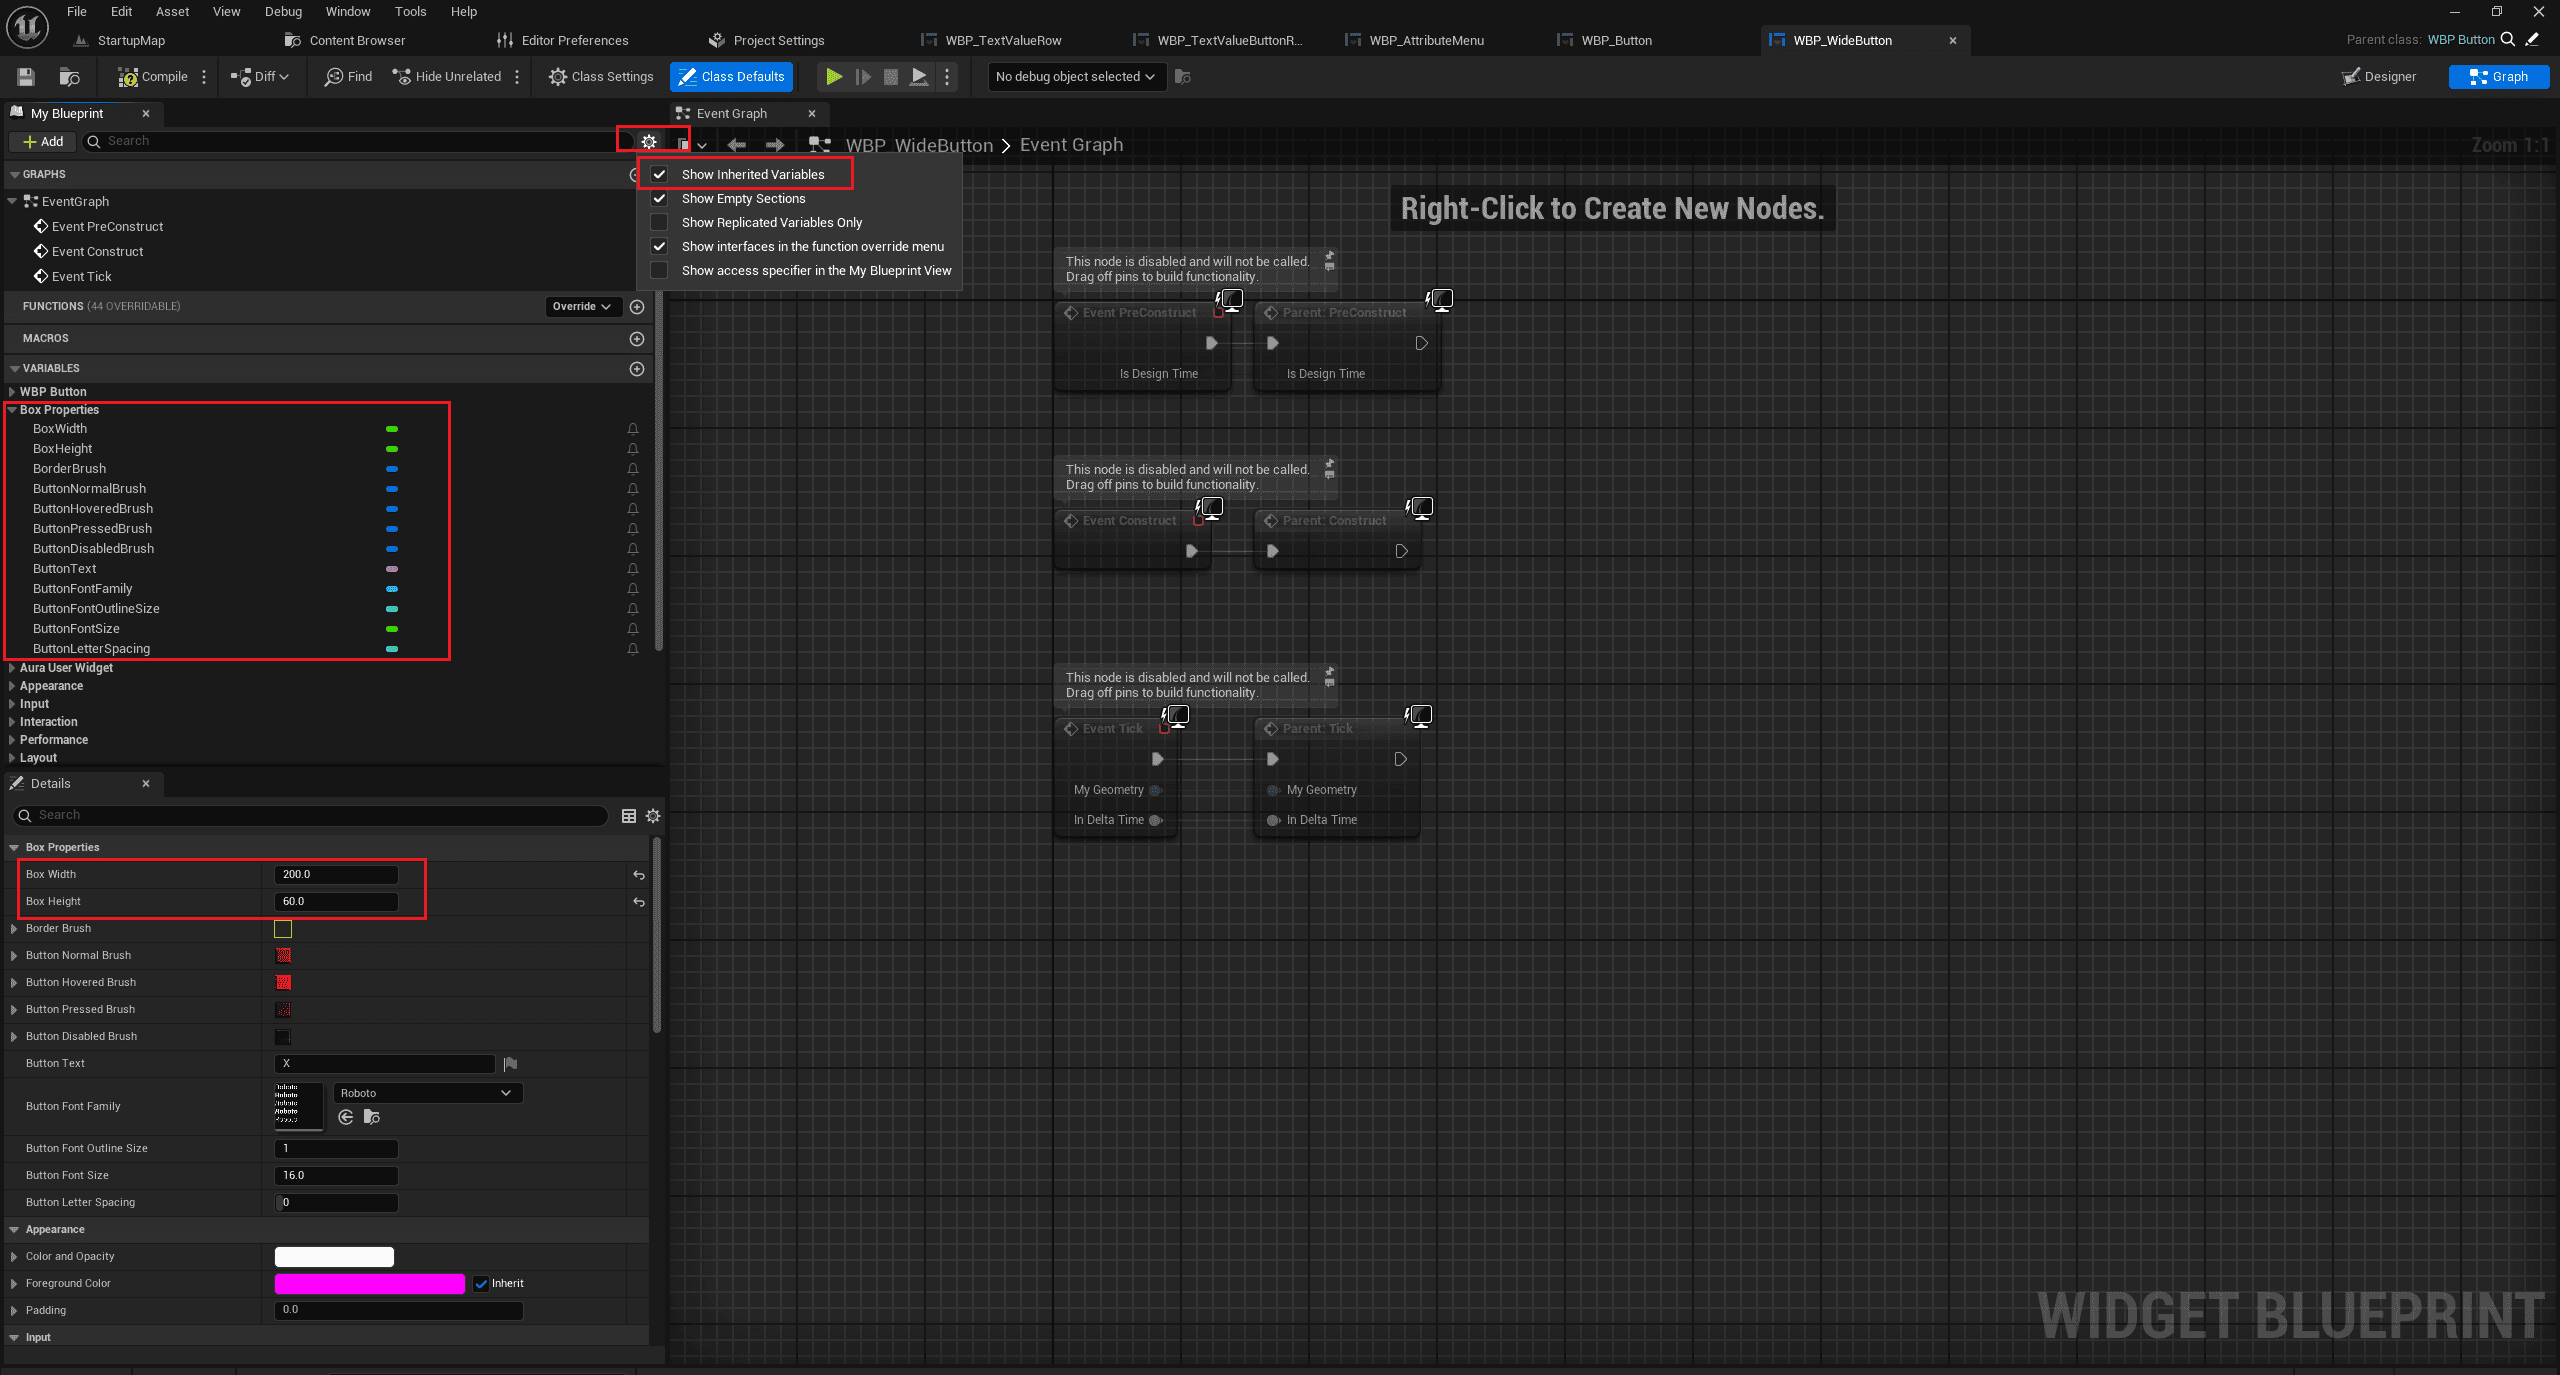 File Edit Asset View Debug Window Tools Help
StartupMap Content Browser Editor Preferences Project Settings WBP_TextValueRow WBP_TextValueButtonR... WBP_AttributeMenu WBP_Button WBP_WideButton Parent class: WBP Button
Compile Diff Find Hide Unrelated Class Settings Class Defaults No debug object selected Designer Graph
My Blueprint
Event Graph
Add Search
WBP_WideButton > Event Graph Zoom 1:1
GRAPHS
Show Inherited Variables
Show Empty Sections
Show Replicated Variables Only
Show interfaces in the function override menu
Show access specifier in the My Blueprint View
EventGraph
Event PreConstruct
Event Construct
Event Tick
FUNCTIONS (44 OVERRIDABLE) Override
MACROS
VARIABLES
WBP Button
Box Properties
BoxWidth
BoxHeight
BorderBrush
ButtonNormalBrush
ButtonHoveredBrush
ButtonPressedBrush
ButtonDisabledBrush
ButtonText
ButtonFontFamily
ButtonFontOutlineSize
ButtonFontSize
ButtonLetterSpacing
Aura User Widget
Appearance
Input
Interaction
Performance
Layout
Right-Click to Create New Nodes.
This node is disabled and will not be called.
Drag off pins to build functionality.
Event PreConstruct Parent: PreConstruct
Is Design Time Is Design Time
This node is disabled and will not be called.
Drag off pins to build functionality.
Event Construct Parent: Construct
This node is disabled and will not be called.
Drag off pins to build functionality.
Event Tick Parent: Tick
My Geometry My Geometry
In Delta Time In Delta Time
Details
Search
Box Properties
Box Width 200.0
Box Height 60.0
Border Brush
Button Normal Brush
Button Hovered Brush
Button Pressed Brush
Button Disabled Brush
Button Text X
Button Font Family Roboto
Button Font Outline Size 1
Button Font Size 16.0
Button Letter Spacing 0
Appearance
Color and Opacity
Foreground Color Inherit
Padding 0.0
Input
WIDGET BLUEPRINT